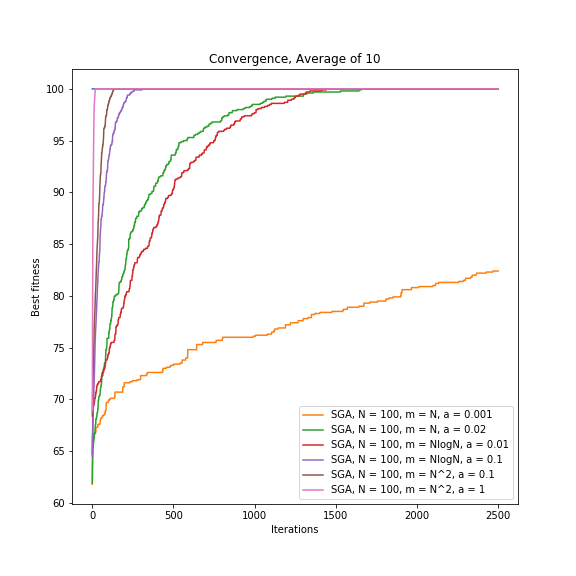 Convergence, Average of 10
Best fitness
100
95
90
85
80
75
70
65
60
SGA, N = 100, m = N, a = 0.001
SGA, N = 100, m = N, a = 0.02
SGA, N = 100, m = NlogN, a = 0.01
SGA, N = 100, m = NlogN, a = 0.1
SGA, N = 100, m = N^2, a = 0.1
SGA, N = 100, m = N^2, a = 1
0 500 1000 1500 2000 2500
Iterations